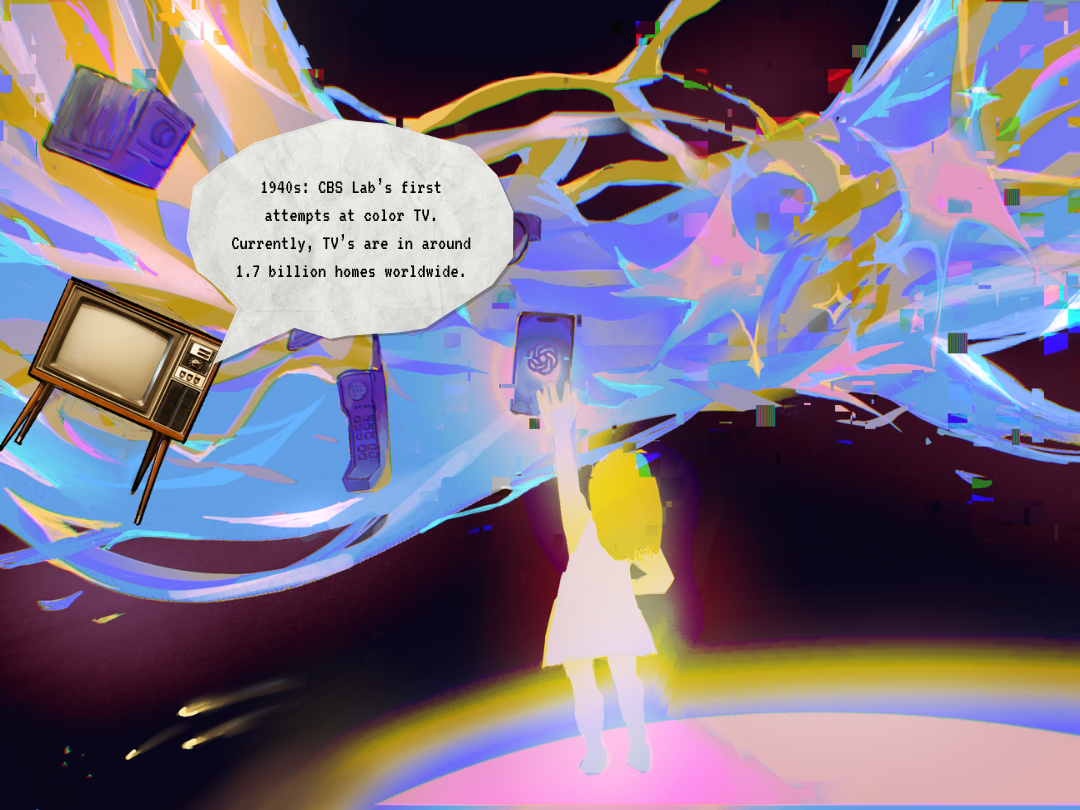 1940s: CBS Lab's first
attempts at color TV.
Currently, TV's are in around
1.7 billion homes worldwide.